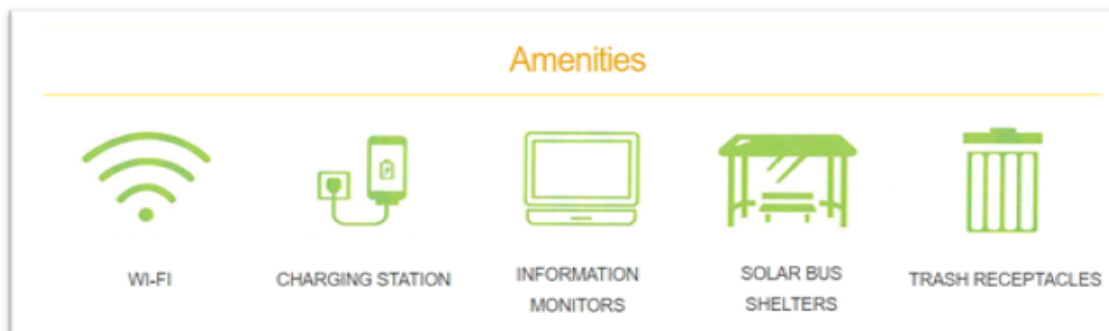 Amenities
WI-FI
CHARGING STATION
INFORMATION
MONITORS
SOLAR BUS
SHELTERS
TRASH RECEPTACLES